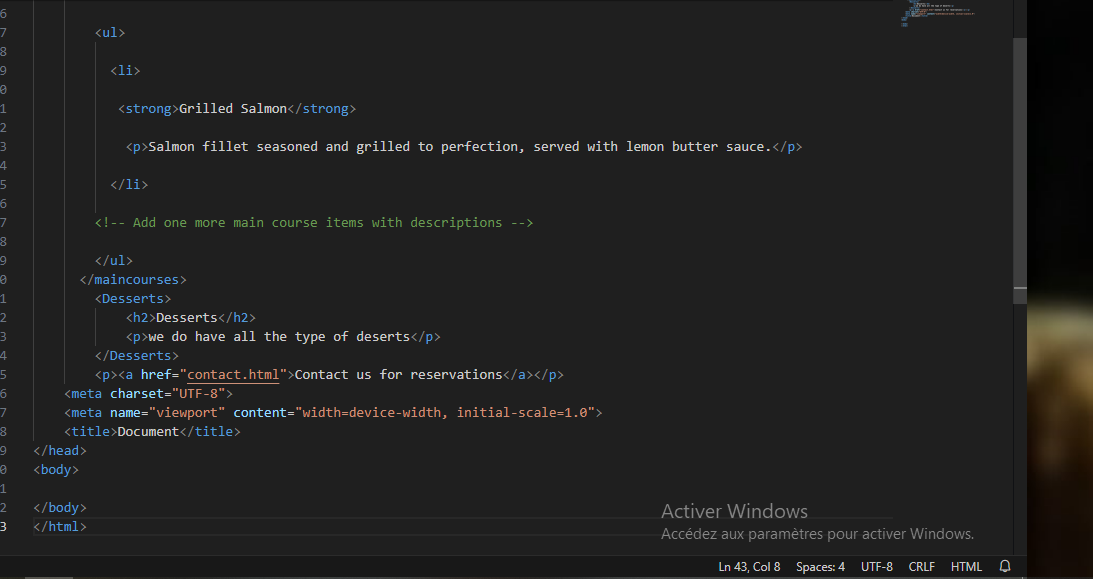 6
7 <ul>
8
9 <li>
0
1 <strong>Grilled Salmon</strong>
2
3 <p>Salmon fillet seasoned and grilled to perfection, served with lemon butter sauce.</p>
4
5 </li>
6
7 <!-- Add one more main course items with descriptions -->
8
9 </ul>
0 </maincourses>
1 <Desserts>
2 <h2>Desserts</h2>
3 <p>we do have all the type of deserts</p>
4 </Desserts>
5 <p><a href="contact.html">Contact us for reservations</a></p>
6 <meta charset="UTF-8">
7 <meta name="viewport" content="width=device-width, initial-scale=1.0">
8 <title>Document</title>
9 </head>
0 <body>
1
2 </body>
3 </html>
Activer Windows
Accédez aux paramètres pour activer Windows.
Ln 43, Col 8 Spaces: 4 UTF-8 CRLF HTML